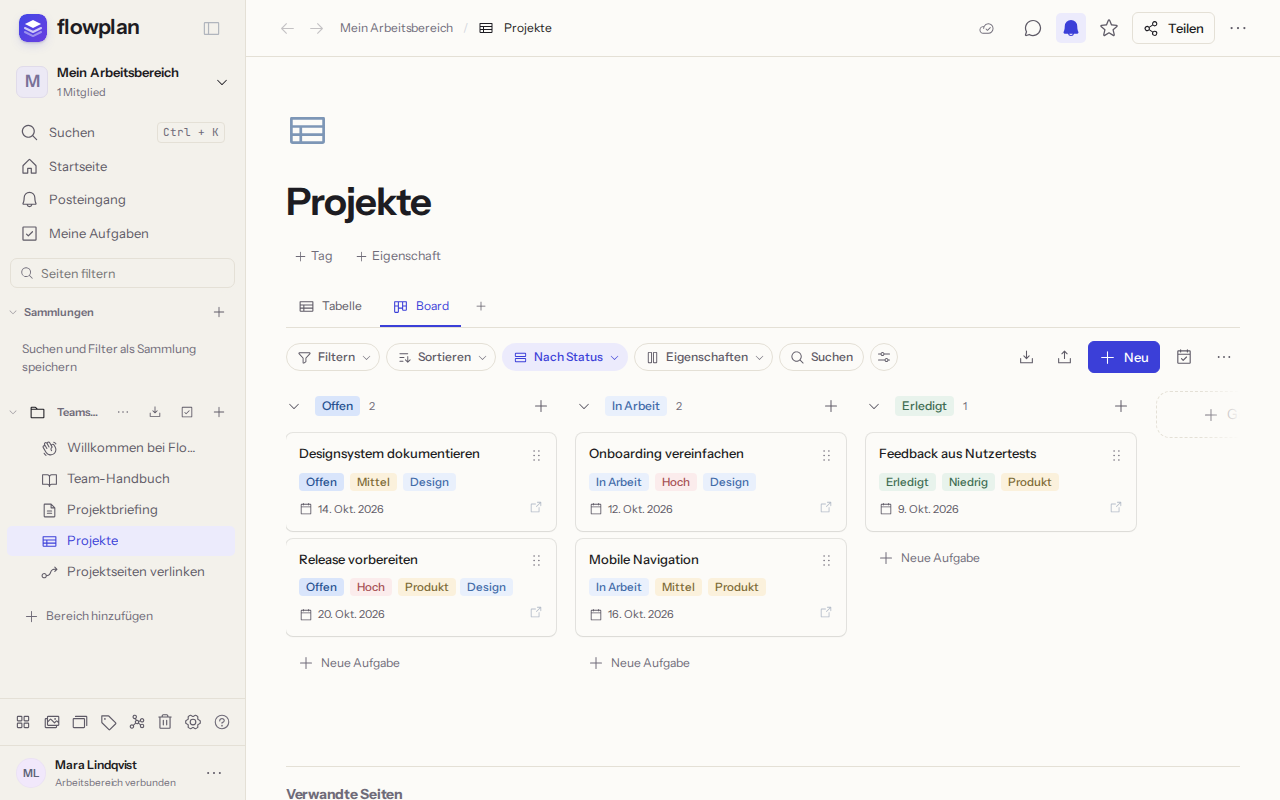 flowplan
M
Mein Arbeitsbereich
1 Mitglied
Suchen
Ctrl + K
Startseite
Posteingang
Meine Aufgaben
Seiten filtern
Sammlungen
Suchen und Filter als Sammlung
speichern
Teams…
Willkommen bei Flo…
Team-Handbuch
Projektbriefing
Projekte
Projektseiten verlinken
Bereich hinzufügen
ML
Mara Lindqvist
Arbeitsbereich verbunden
Mein Arbeitsbereich / Projekte
Teilen
Projekte
Tag
Eigenschaft
Tabelle
Board
Filtern
Sortieren
Nach Status
Eigenschaften
Suchen
Neu
Offen 2
Designsystem dokumentieren
Offen Mittel Design
14. Okt. 2026
Release vorbereiten
Offen Hoch Produkt Design
20. Okt. 2026
Neue Aufgabe
In Arbeit 2
Onboarding vereinfachen
In Arbeit Hoch Design
12. Okt. 2026
Mobile Navigation
In Arbeit Mittel Produkt
16. Okt. 2026
Neue Aufgabe
Erledigt 1
Feedback aus Nutzertests
Erledigt Niedrig Produkt
9. Okt. 2026
Neue Aufgabe
Verwandte Seiten